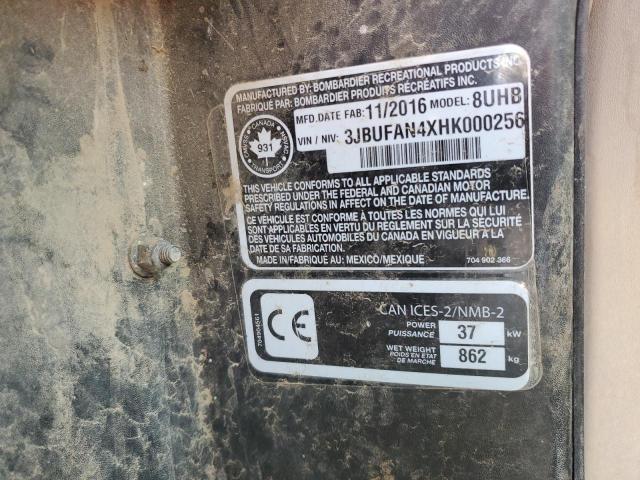 MANUFACTURED BY: BOMBARDIER RECREATIONAL PRODUCTS INC.
FABRIQUÉ PAR: BOMBARDIER PRODUITS RÉCRÉATIFS INC.
MFD.DATE FAB: 11/2016 MODEL: 8UHB
VIN / NIV: 3JBUFAN4XHK000256
CANADA
931
TRANSPORT
THIS VEHICLE CONFORMS TO ALL APPLICABLE STANDARDS
PRESCRIBED UNDER THE FEDERAL AND CANADIAN MOTOR
SAFETY REGULATIONS IN AFFECT ON THE DATE OF MANUFACTURE.
CE VÉHICULE EST CONFORME À TOUTES LES NORMES QUI LUI
SONT APPLICABLES EN VERTU DU RÈGLEMENT SUR LA SÉCURITÉ
DES VÉHICULES AUTOMOBILES DU CANADA EN VIGUEUR A LA
DATE DE SA FABRICATION.
MADE IN/FABRIQUÉ AU: MEXICO/MEXIQUE
704 902 366
704904561
CE
CAN ICES-2/NMB-2
POWER
PUISSANCE
37 kW
WET WEIGHT
POIDS EN ÉTAT
DE MARCHE
862 kg